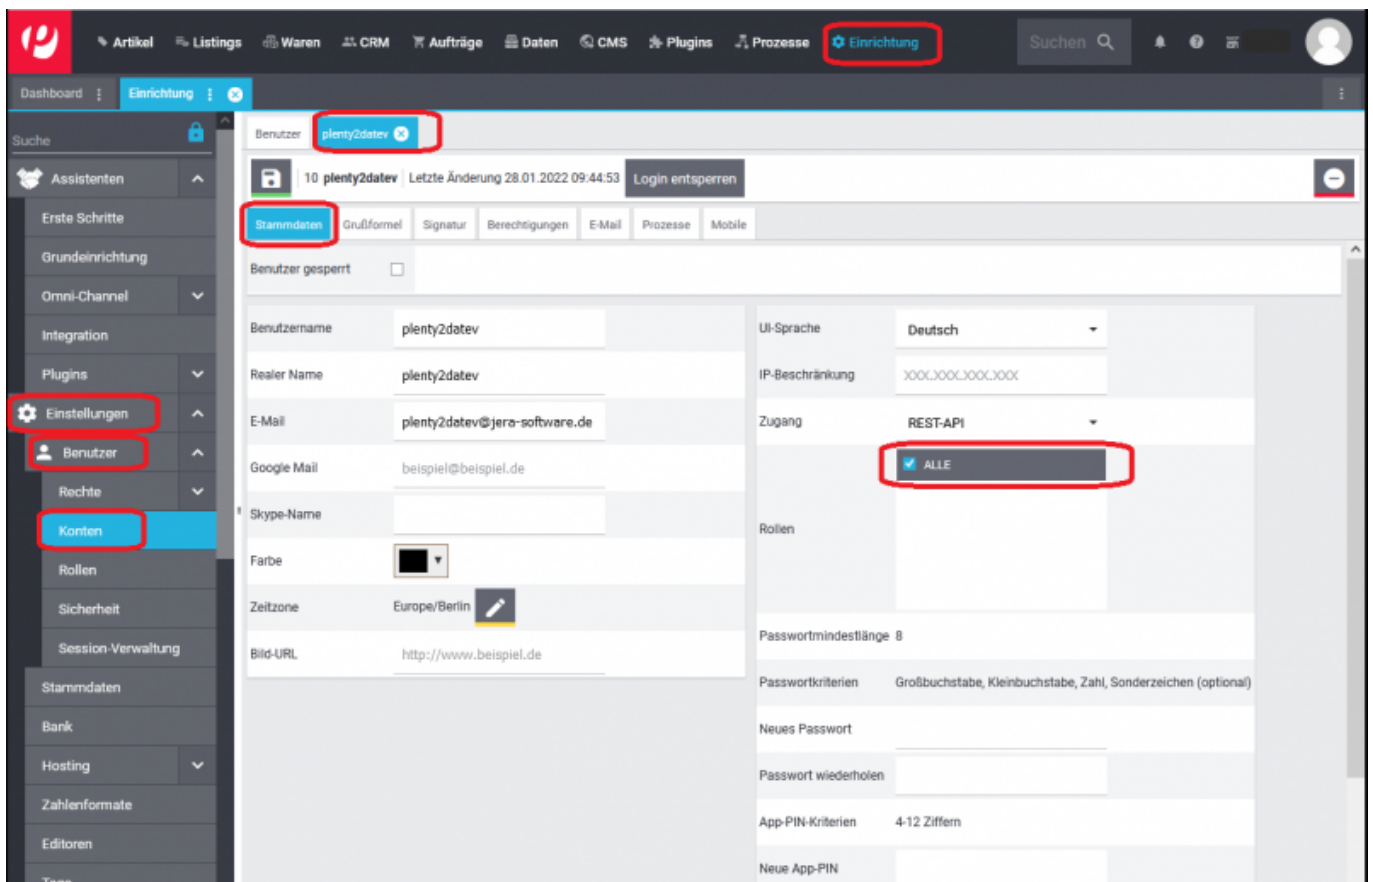 Artikel Listings Waren CRM Aufträge Daten CMS Plugins Prozesse Einrichtung Suchen
Dashboard Einrichtung
Suche
Assistenten
Erste Schritte
Grundeinrichtung
Omni-Channel
Integration
Plugins
Einstellungen
Benutzer
Rechte
Konten
Rollen
Sicherheit
Session-Verwaltung
Stammdaten
Bank
Hosting
Zahlenformate
Editoren
Tags
Benutzer plenty2datev
10 plenty2datev Letzte Änderung 28.01.2022 09:44:53 Login entsperren
Stammdaten Grußformel Signatur Berechtigungen E-Mail Prozesse Mobile
Benutzer gesperrt
Benutzername plenty2datev
Realer Name plenty2datev
E-Mail plenty2datev@jera-software.de
Google Mail beispiel@beispiel.de
Skype-Name
Farbe
Zeitzone Europe/Berlin
Bild-URL http://www.beispiel.de
UI-Sprache Deutsch
IP-Beschränkung XXX.XXX.XXX.XXX
Zugang REST-API
ALLE
Rollen
Passwortmindestlänge 8
Passwortkriterien Großbuchstabe, Kleinbuchstabe, Zahl, Sonderzeichen (optional)
Neues Passwort
Passwort wiederholen
App-PIN-Kriterien 4-12 Ziffern
Neue App-PIN